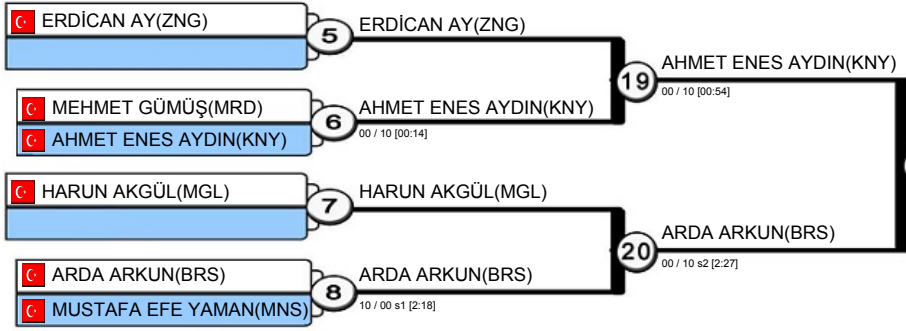 ERDİCAN AY(ZNG)
5
ERDİCAN AY(ZNG)
MEHMET GÜMÜŞ(MRD)
AHMET ENES AYDIN(KNY)
6
AHMET ENES AYDIN(KNY)
00 / 10 [00:14]
19
AHMET ENES AYDIN(KNY)
00 / 10 [00:54]
HARUN AKGÜL(MGL)
7
HARUN AKGÜL(MGL)
ARDA ARKUN(BRS)
MUSTAFA EFE YAMAN(MNS)
8
ARDA ARKUN(BRS)
10 / 00 s1 [2:18]
20
ARDA ARKUN(BRS)
00 / 10 s2 [2:27]